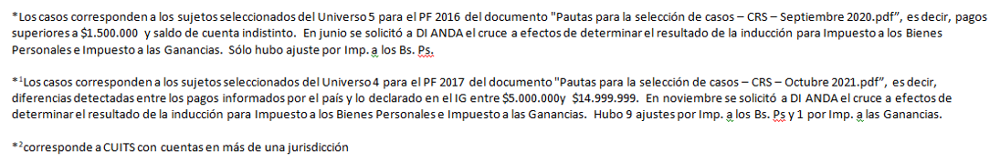 *Los casos corresponden a los sujetos seleccionados del Universo 5 para el PF 2016 del documento "Pautas para la selección de casos – CRS – Septiembre 2020.pdf", es decir, pagos
superiores a $1.500.000 y saldo de cuenta indistinto. En junio se solicitó a DI ANDA el cruce a efectos de determinar el resultado de la inducción para Impuesto a los Bienes
Personales e Impuesto a las Ganancias. Sólo hubo ajuste por Imp. a los Bs. Ps.
*¹Los casos corresponden a los sujetos seleccionados del Universo 4 para el PF 2017 del documento "Pautas para la selección de casos – CRS – Octubre 2021.pdf", es decir,
diferencias detectadas entre los pagos informados por el país y lo declarado en el IG entre $5.000.000y $14.999.999. En noviembre se solicitó a DI ANDA el cruce a efectos de
determinar el resultado de la inducción para Impuesto a los Bienes Personales e Impuesto a las Ganancias. Hubo 9 ajustes por Imp. a los Bs. Ps y 1 por Imp. a las Ganancias.
*²corresponde a CUITS con cuentas en más de una jurisdicción